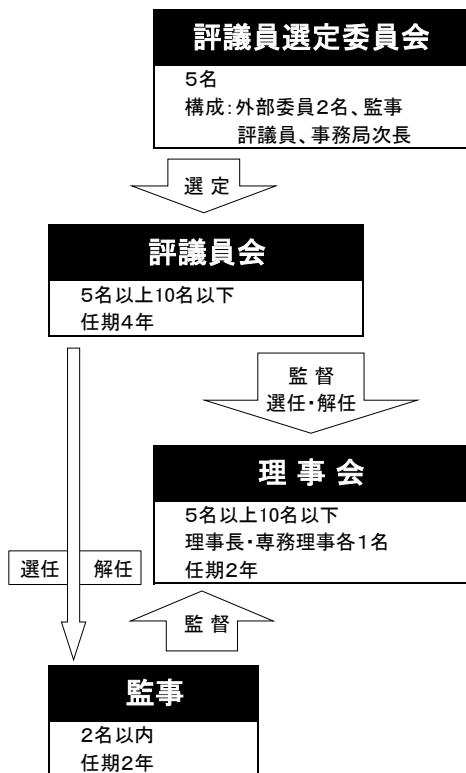 評議員選定委員会
5名
構成：外部委員2名、監事
評議員、事務局次長
選 定
評議員会
5名以上10名以下
任期4年
監 督
選任・解任
理 事 会
5名以上10名以下
理事長・専務理事各1名
任期2年
選任 解任
監 督
監事
2名以内
任期2年